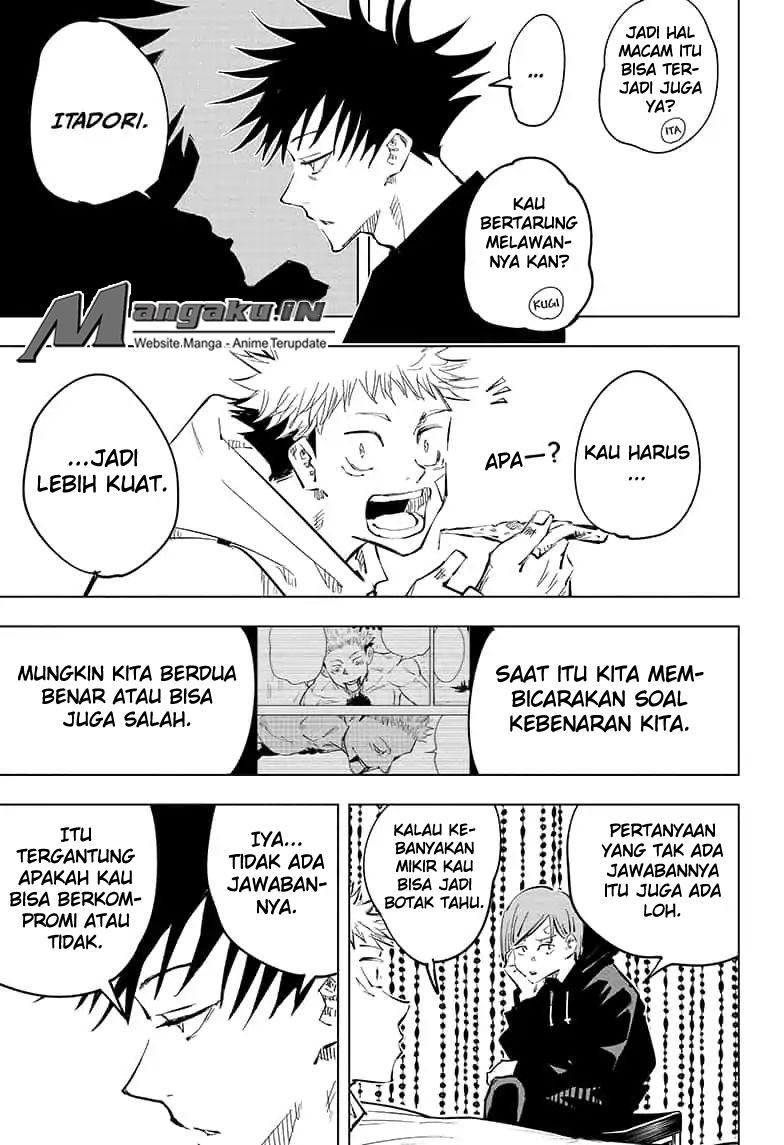 JADI HAL
MACAM ITU
BISA TER-
JADI JUGA
YA?
ITA
...
KAU
BERTARUNG
MELAWAN-
NYA KAN?
KUGI
ITADORI.
Mangaku.IN
Website Manga - Anime Terupdate
KAU HARUS
...
APA—?
...JADI
LEBIH KUAT.
SAAT ITU KITA MEM-
BICARAKAN SOAL
KEBENARAN KITA.
MUNGKIN KITA BERDUA
BENAR ATAU BISA
JUGA SALAH.
PERTANYAAN
YANG TAK ADA
JAWABANNYA
ITU JUGA ADA
LOH.
KALAU KE-
BANYAKAN
MIKIR KAU
BISA JADI
BOTAK TAHU.
IYA...
TIDAK ADA
JAWABAN-
NYA.
ITU
TERGANTUNG
APAKAH KAU
BISA BERKOM-
PROMI ATAU
TIDAK.